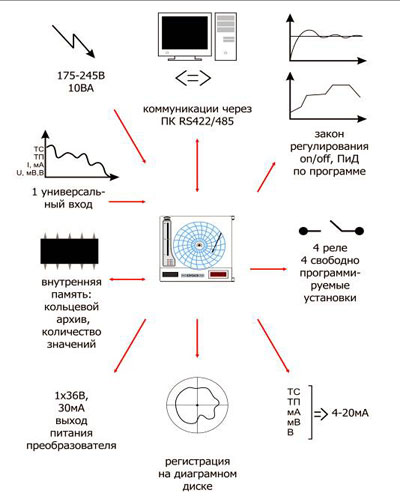 175-245В
10ВА
коммуникации через
ПК RS422/485
закон
регулирования
on/off, ПиД
по программе
ТС
ТП
I, мА
U, мВ,В
1 универсаль-
ный вход
4 реле
4 свободно
программи-
руемые
установки
внутренняя
память:
кольцевой
архив,
количество
значений
1x36В,
30мА
выход
питания
преобразователя
регистрация
на диаграмном
диске
ТС
ТП
мА
мВ
В
4-20мА